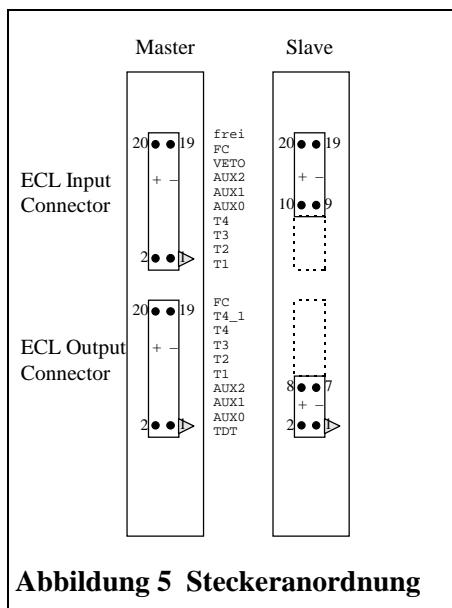 Master Slave
20 19 frei 20 19
FC
VETO
+ − AUX2 + −
ECL Input AUX1
Connector AUX0 10 9
T4
T3
T2
2 1 T1
FC
20 19 T4_1
T4
+ − T3
ECL Output T2
Connector T1
AUX2 8 7
AUX1 + −
AUX0
2 1 TDT 2 1
Abbildung 5 Steckeranordnung